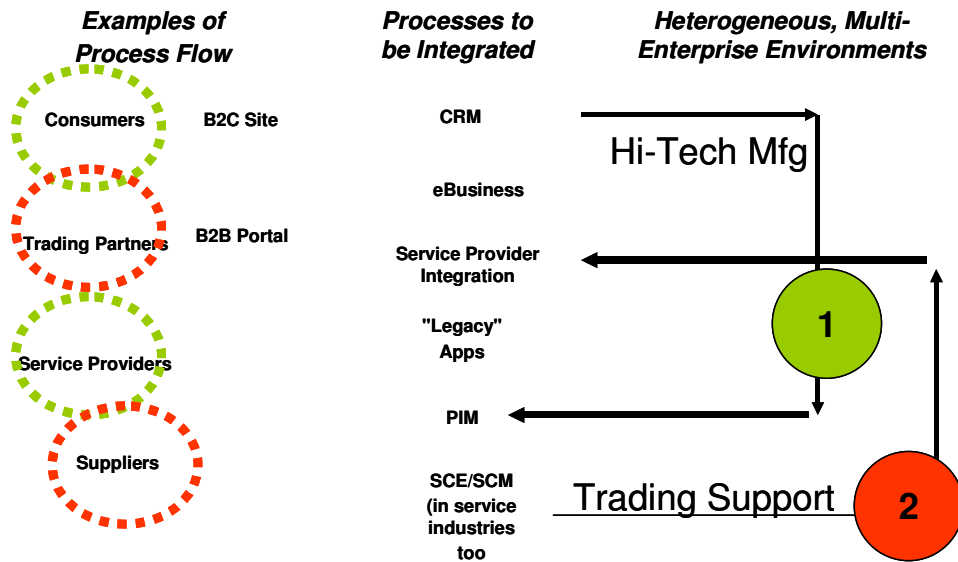 Examples of
Process Flow
Processes to
be Integrated
Heterogeneous, Multi-
Enterprise Environments
Consumers
B2C Site
CRM
Hi-Tech Mfg
eBusiness
Trading Partners
B2B Portal
Service Provider
Integration
1
"Legacy"
Apps
Service Providers
PIM
Suppliers
SCE/SCM
(in service
industries
too
Trading Support
2